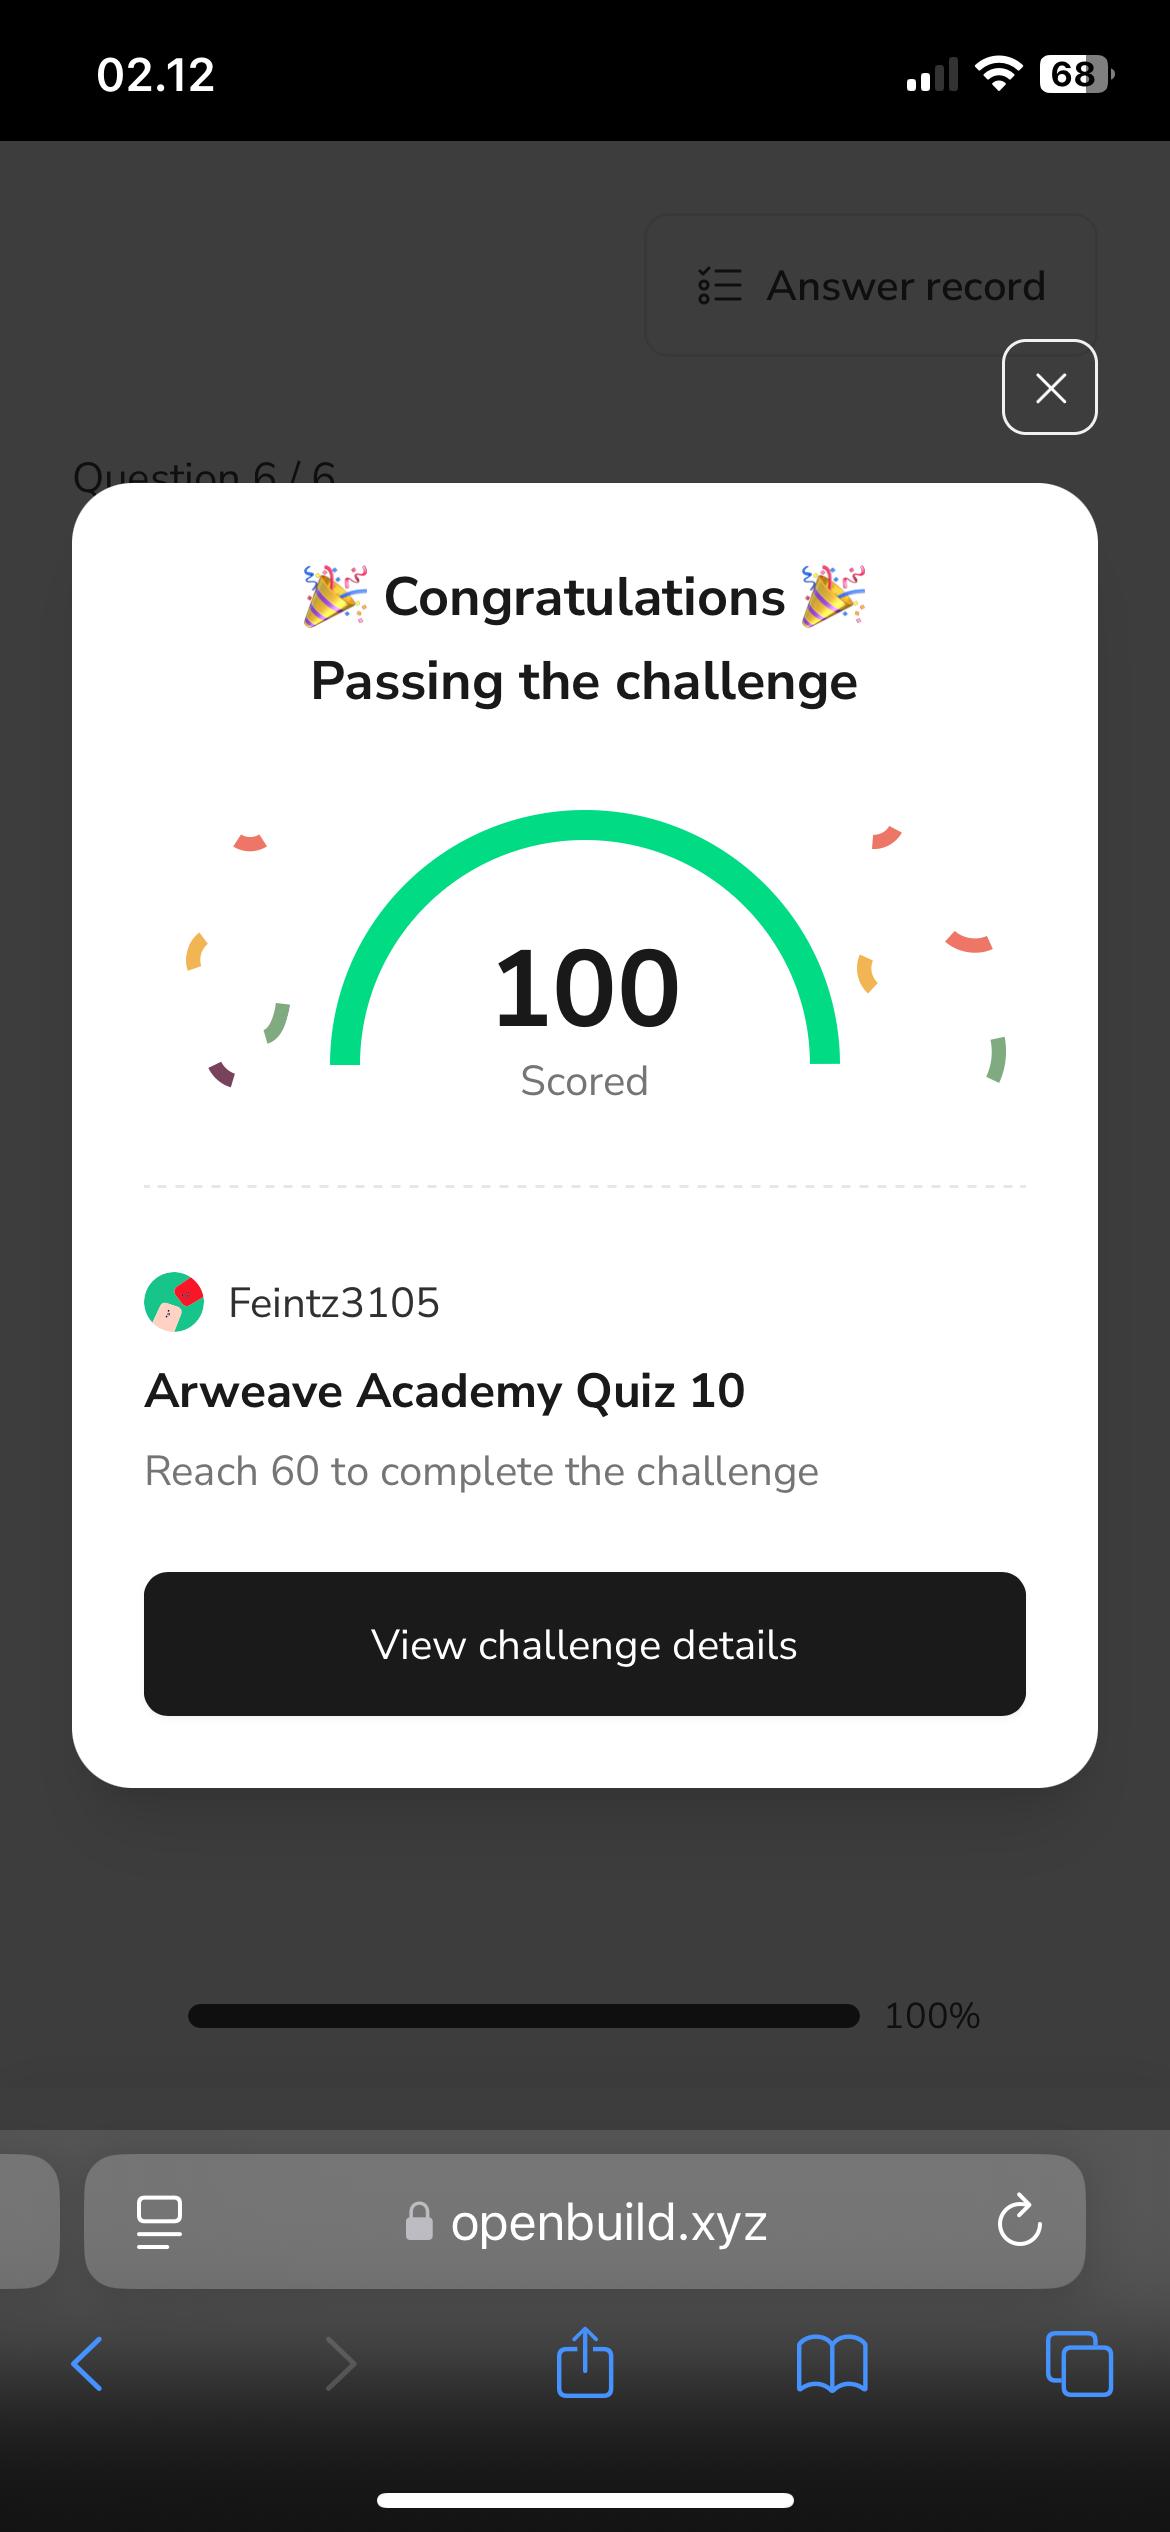 02.12
68
Answer record
Question 6 / 6
🎉 Congratulations 🎉
Passing the challenge
100
Scored
Feintz3105
Arweave Academy Quiz 10
Reach 60 to complete the challenge
View challenge details
100%
openbuild.xyz